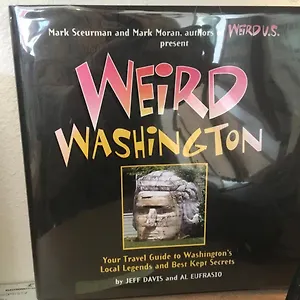 Mark Sceurman and Mark Moran, authors of WEIRD U.S.
present
WEIRD
WASHINGTON
Your Travel Guide to Washington's
Local Legends and Best Kept Secrets
by JEFF DAVIS and AL EUFRASIO